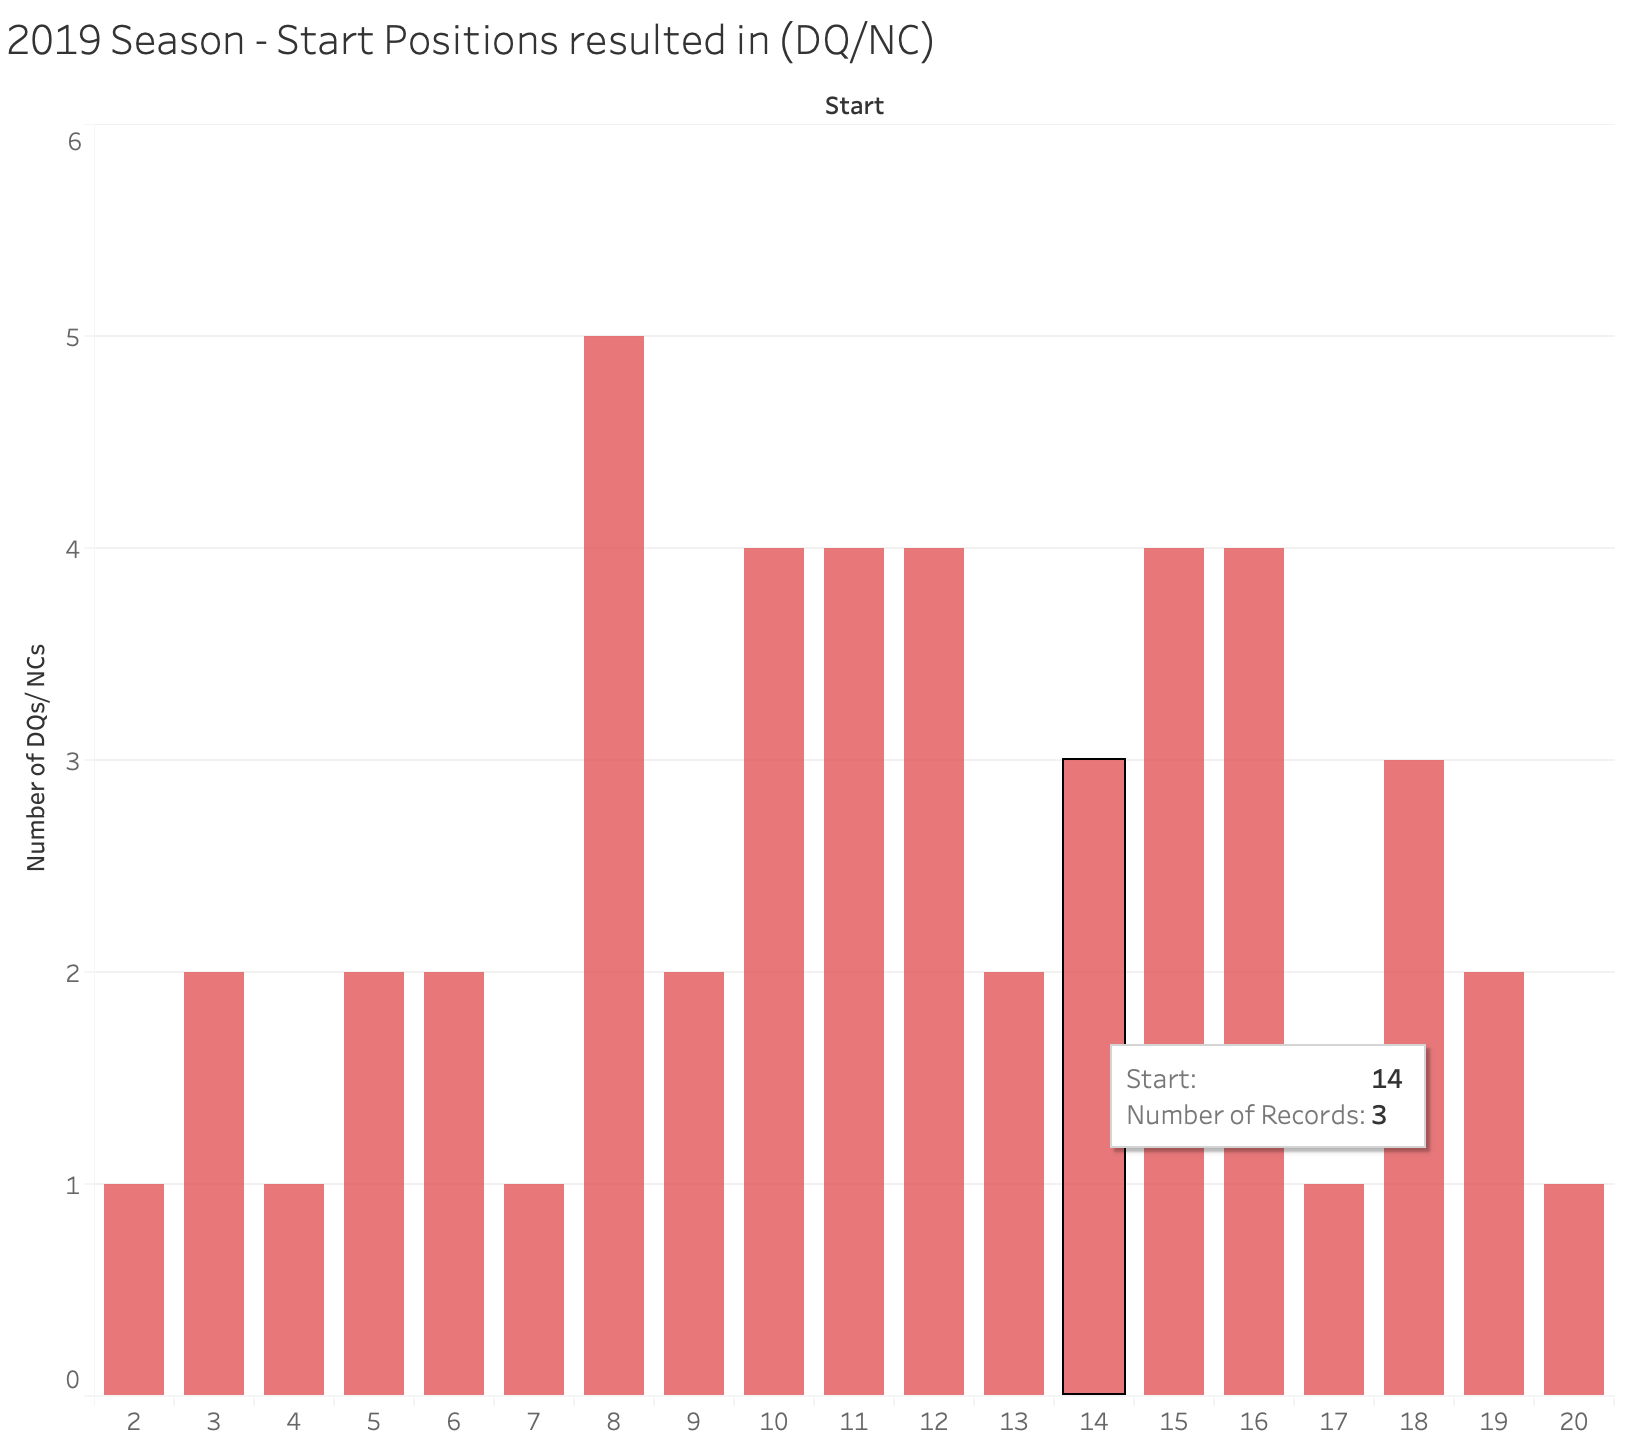 2019 Season - Start Positions resulted in (DQ/NC)
Start
6
5
4
3
2
1
0
Number of DQs/ NCs
Start: 14
Number of Records: 3
2 3 4 5 6 7 8 9 10 11 12 13 14 15 16 17 18 19 20